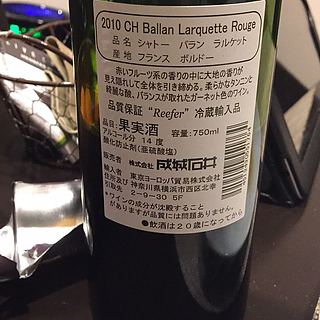 2010 CH Ballan Larquette Rouge
品 名 シャトー バラン ラルケット
産 地 フランス ボルドー
赤いフルーツ系の香りの中に大地の香りが
見え隠れして全体を引き締める。柔らかなタンニンと
綺麗な酸、バランスが取れたガーネット色のワイン。
品質保証 “Reefer” 冷蔵輸入品
品目:果実酒 容量:750ml
アルコール分 14 度
酸化防止剤(亜硫酸塩)
販売者 株式会社 成城石井
輸入者 東京ヨーロッパ貿易株式会社
住所及び 神奈川県横浜市西区北幸
引取先 2-9-30 5F
●ワインの成分が沈殿すること
がありますが品質には問題ありません。
●飲酒は20歳になってから